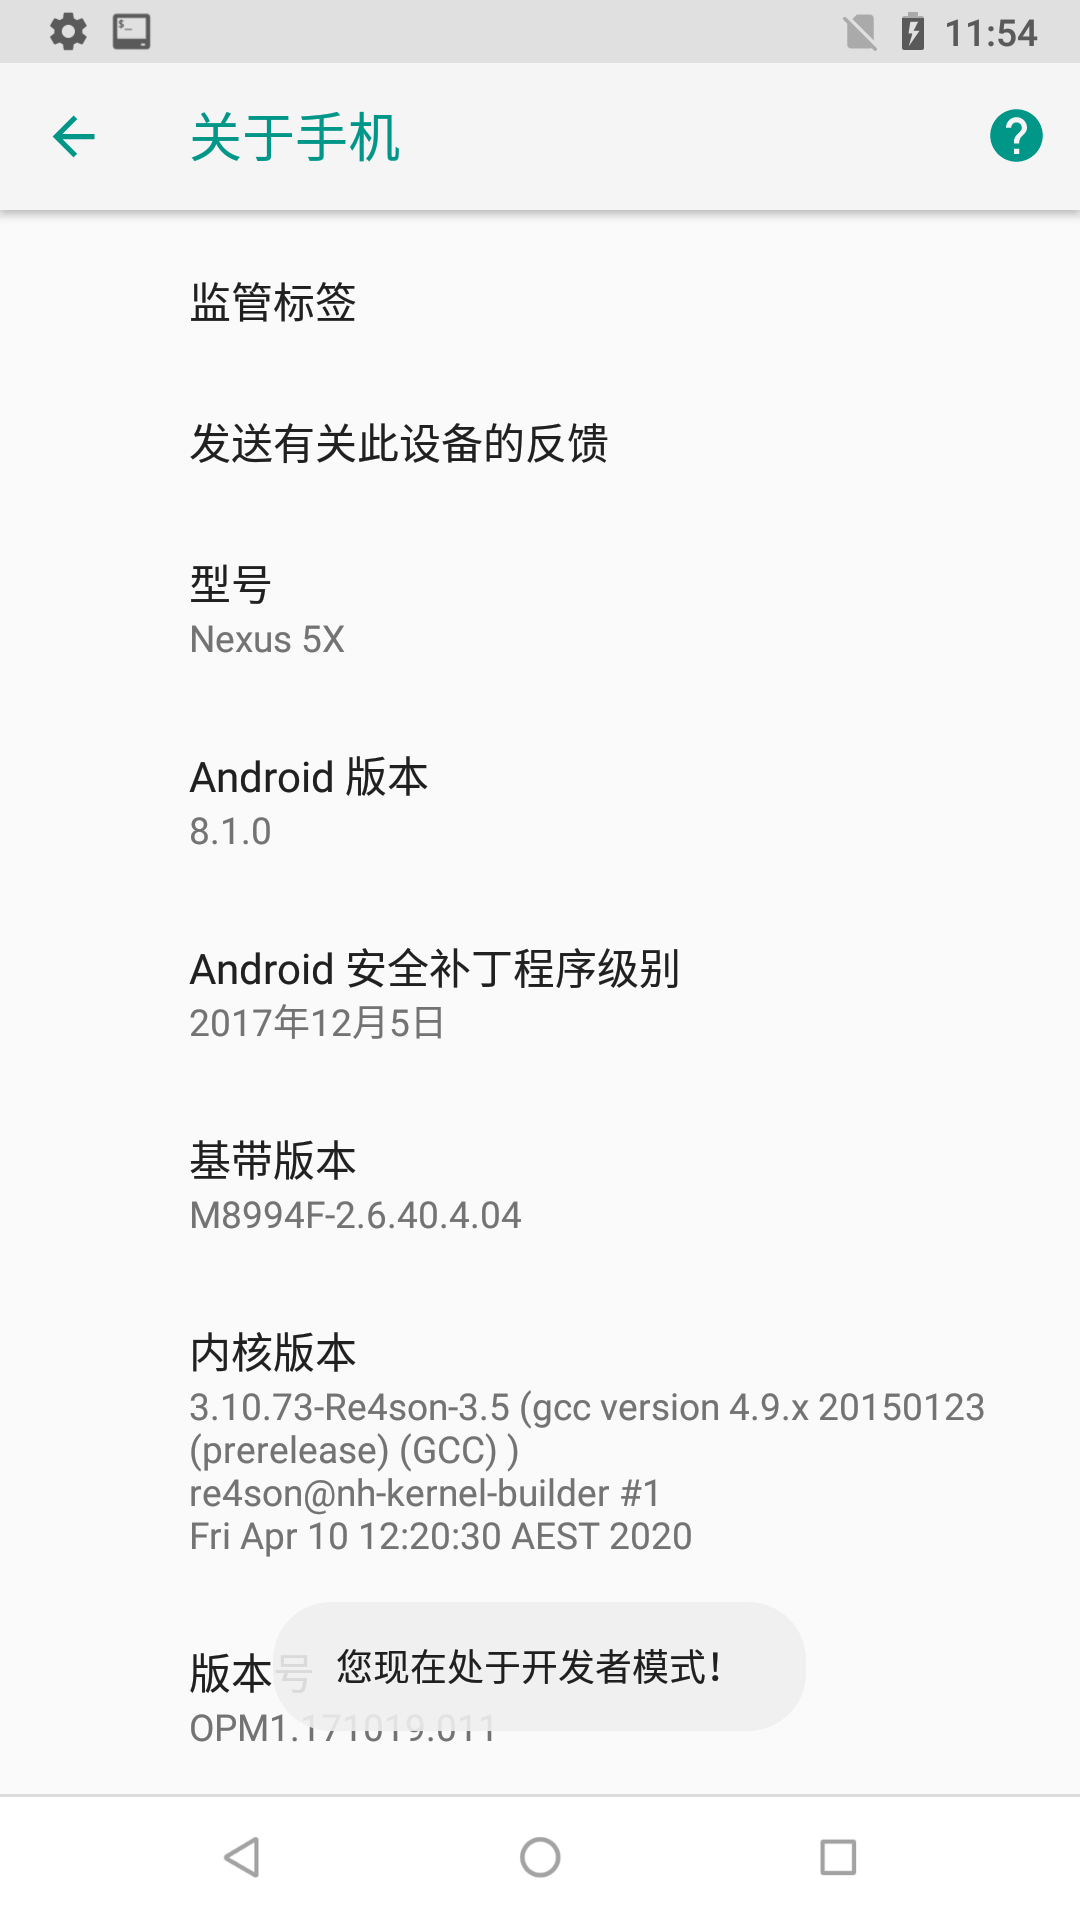 11:54
关于手机
监管标签
发送有关此设备的反馈
型号
Nexus 5X
Android 版本
8.1.0
Android 安全补丁程序级别
2017年12月5日
基带版本
M8994F-2.6.40.4.04
内核版本
3.10.73-Re4son-3.5 (gcc version 4.9.x 20150123
(prerelease) (GCC) )
re4son@nh-kernel-builder #1
Fri Apr 10 12:20:30 AEST 2020
版本号
您现在处于开发者模式！
OPM1.171019.011